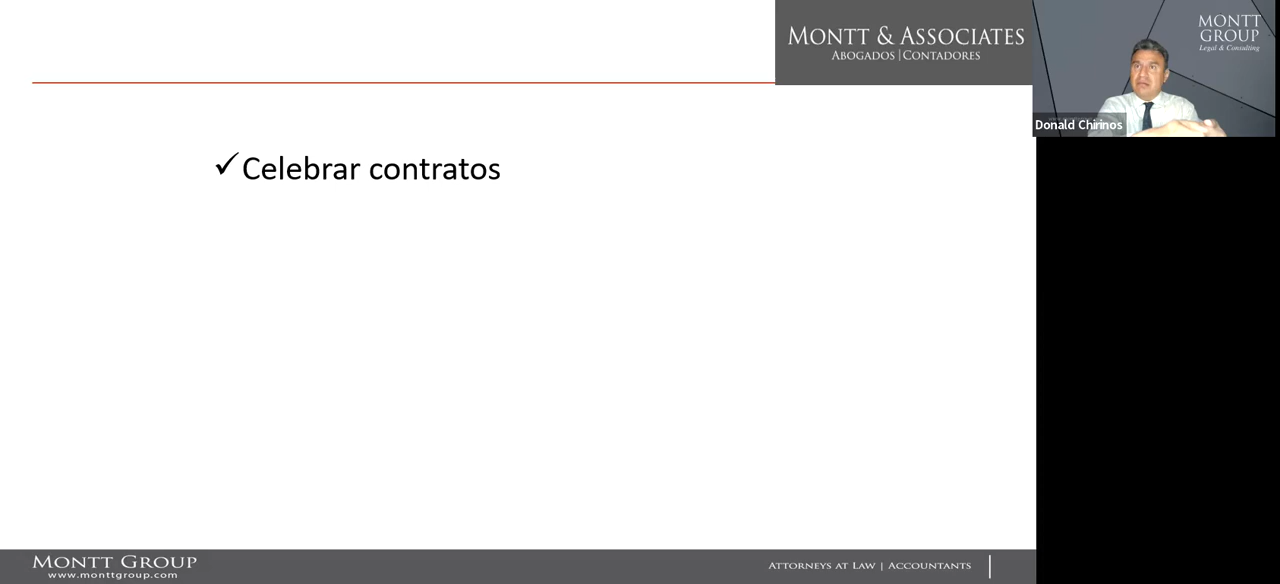 MONTT & ASSOCIATES
ABOGADOS | CONTADORES
MONTT
GROUP
Legal & Consulting
Donald Chirinos
✓Celebrar contratos
MONTT GROUP
www.monttgroup.com
ATTORNEYS AT LAW | ACCOUNTANTS